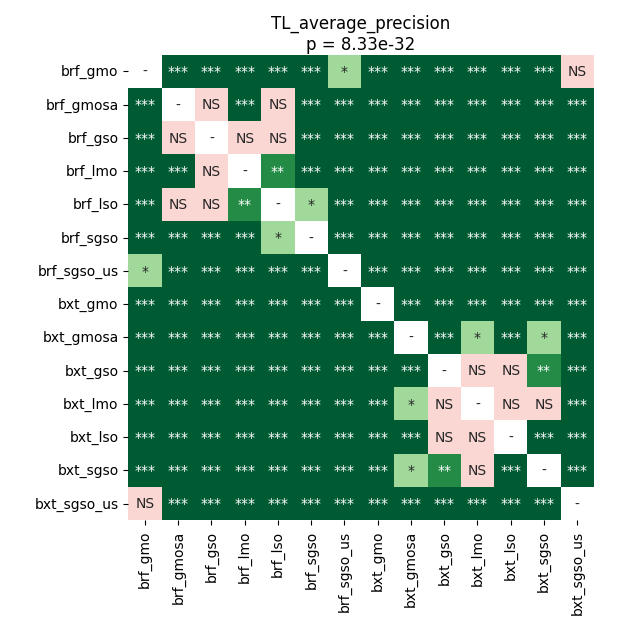 TL_average_precision
p = 8.33e-32
brf_gmo - *** *** *** *** *** * *** *** *** *** *** *** NS
brf_gmosa *** - NS *** NS *** *** *** *** *** *** *** *** ***
brf_gso *** NS - NS NS *** *** *** *** *** *** *** *** ***
brf_lmo *** *** NS - ** *** *** *** *** *** *** *** *** ***
brf_lso *** NS NS ** - * *** *** *** *** *** *** *** ***
brf_sgso *** *** *** *** * - *** *** *** *** *** *** *** ***
brf_sgso_us * *** *** *** *** *** - *** *** *** *** *** *** ***
bxt_gmo *** *** *** *** *** *** *** - *** *** *** *** *** ***
bxt_gmosa *** *** *** *** *** *** *** *** - *** * *** * ***
bxt_gso *** *** *** *** *** *** *** *** *** - NS NS ** ***
bxt_lmo *** *** *** *** *** *** *** *** * NS - NS NS ***
bxt_lso *** *** *** *** *** *** *** *** *** NS NS - *** ***
bxt_sgso *** *** *** *** *** *** *** *** * ** NS *** - ***
bxt_sgso_us NS *** *** *** *** *** *** *** *** *** *** *** *** -
brf_gmo brf_gmosa brf_gso brf_lmo brf_lso brf_sgso brf_sgso_us bxt_gmo bxt_gmosa bxt_gso bxt_lmo bxt_lso bxt_sgso bxt_sgso_us